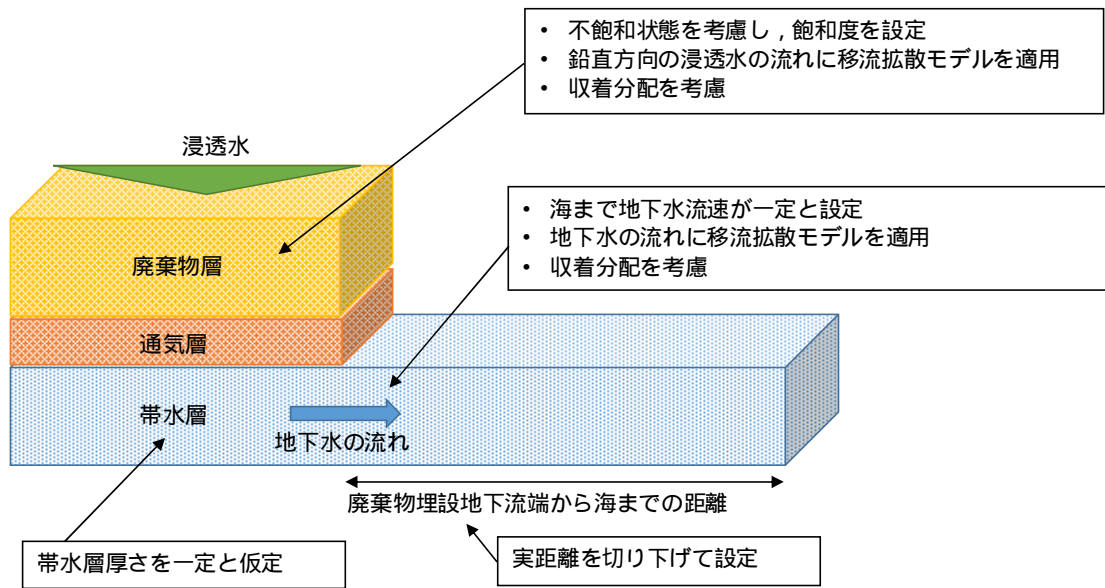 • 不飽和状態を考慮し，飽和度を設定
• 鉛直方向の浸透水の流れに移流拡散モデルを適用
• 収着分配を考慮
浸透水
• 海まで地下水流速が一定と設定
• 地下水の流れに移流拡散モデルを適用
• 収着分配を考慮
廃棄物層
通気層
帯水層
地下水の流れ
廃棄物埋設地下流端から海までの距離
帯水層厚さを一定と仮定
実距離を切り下げて設定